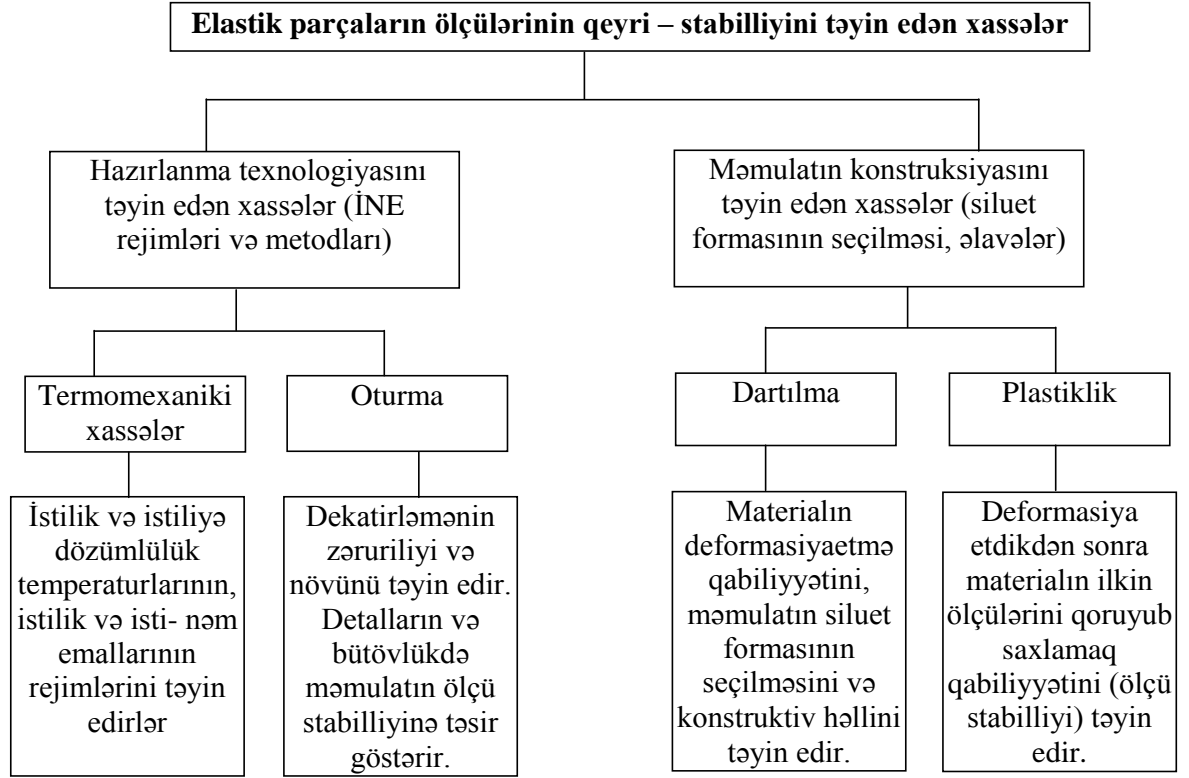 Elastik parçaların ölçülərinin qeyri – stabilliyini təyin edən xassələr
Hazırlanma texnologiyasını
təyin edən xassələr (İNE
rejimləri və metodları)
Məmulatın konstruksiyasını
təyin edən xassələr (siluet
formasının seçilməsi, əlavələr)
Termomexaniki
xassələr
Oturma
Dartılma
Plastiklik
İstilik və istiliyə
dözümlülük
temperaturlarının,
istilik və isti- nəm
emallarının
rejimlərini təyin
edirlər
Dekatirləmənin
zəruriliyi və
növünü təyin edir.
Detalların və
bütövlükdə
məmulatın ölçü
stabilliyinə təsir
göstərir.
Materialın
deformasiyaetmə
qabiliyyətini,
məmulatın siluet
formasının
seçilməsini və
konstruktiv həllini
təyin edir.
Deformasiya
etdikdən sonra
materialın ilkin
ölçülərini qoruyub
saxlamaq
qabiliyyətini (ölçü
stabilliyi) təyin
edir.